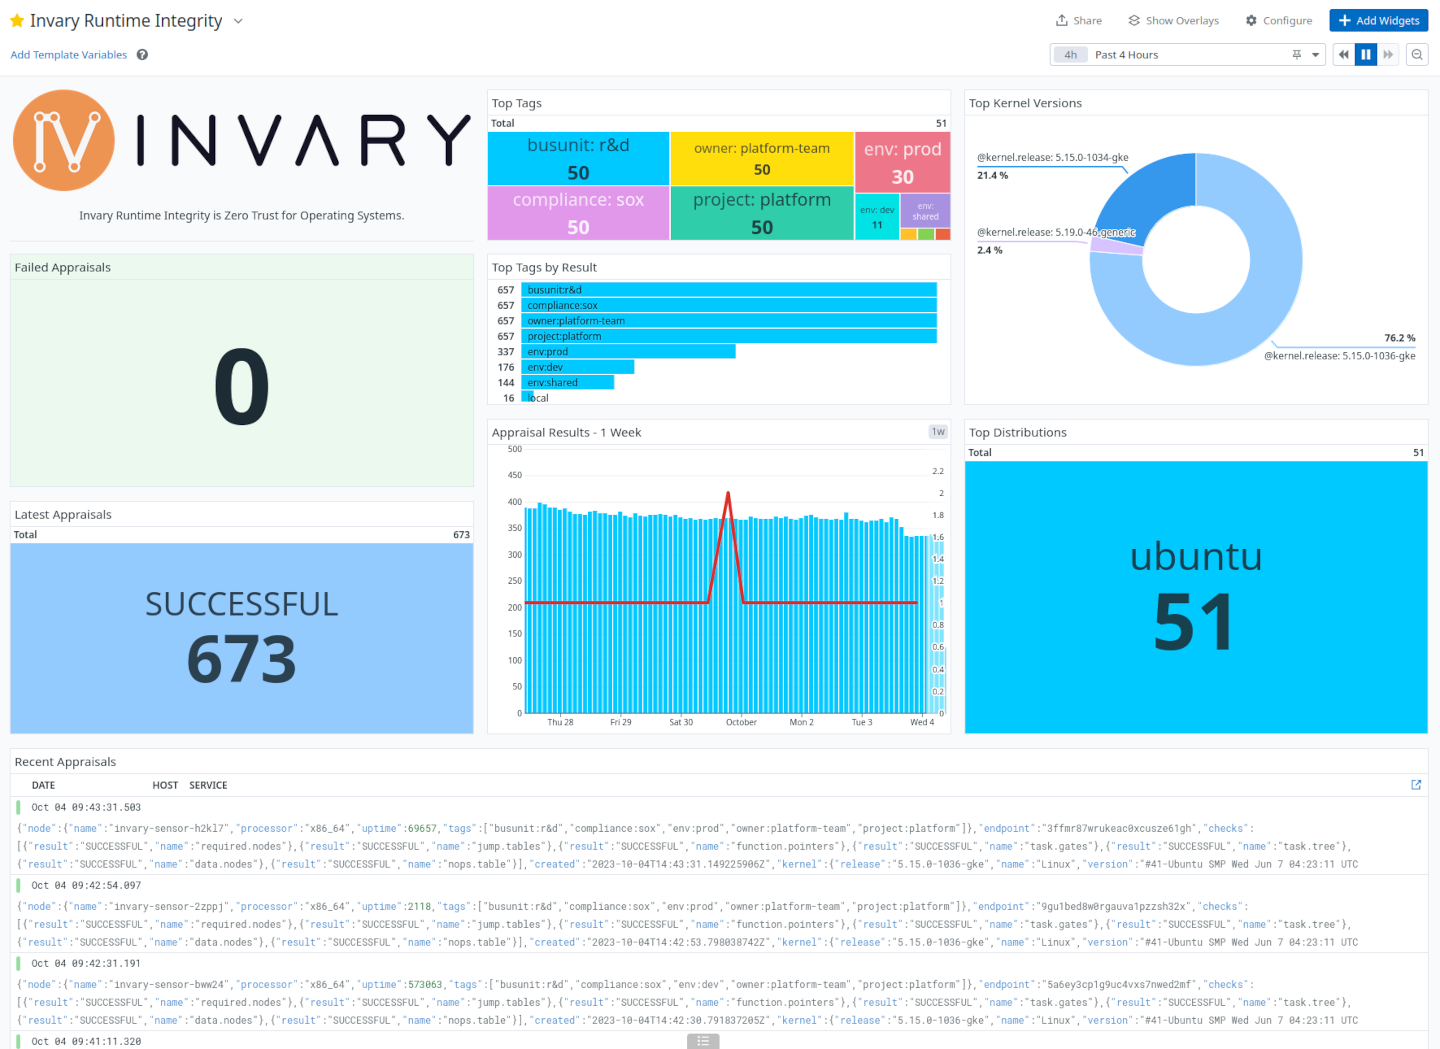 Invary Runtime Integrity
Share
Show Overlays
Configure
Add Widgets
Add Template Variables
4h Past 4 Hours
INVARY
Invary Runtime Integrity is Zero Trust for Operating Systems.
Failed Appraisals
0
Latest Appraisals
Total 673
SUCCESSFUL
673
Top Tags
Total 51
busunit: r&d
50
owner: platform-team
50
env: prod
30
compliance: sox
50
project: platform
50
env: dev
11
env:
shared
Top Tags by Result
657 busunit:r&d
657 compliance:sox
657 owner:platform-team
657 project:platform
337 env:prod
176 env:dev
144 env:shared
16 local
Appraisal Results - 1 Week 1w
500
450
400
350
300
250
200
150
100
50
0
2.2
2
1.8
1.6
1.4
1.2
1
0.8
0.6
0.4
0.2
0
Thu 28 Fri 29 Sat 30 October Mon 2 Tue 3 Wed 4
Top Kernel Versions
@kernel.release: 5.15.0-1034-gke
21.4 %
@kernel.release: 5.19.0-46-generic
2.4 %
76.2 %
@kernel.release: 5.15.0-1036-gke
Top Distributions
Total 51
ubuntu
51
Recent Appraisals
DATE HOST SERVICE
Oct 04 09:43:31.503
{"node":{"name":"invary-sensor-h2kl7","processor":"x86_64","uptime":69657,"tags":["busunit:r&d","compliance:sox","env:prod","owner:platform-team","project:platform"]},"endpoint":"3ffmr87wrukeac0xcusze61gh","checks":
[{"result":"SUCCESSFUL","name":"required.nodes"},{"result":"SUCCESSFUL","name":"jump.tables"},{"result":"SUCCESSFUL","name":"function.pointers"},{"result":"SUCCESSFUL","name":"task.gates"},{"result":"SUCCESSFUL","name":"task.tree"},
{"result":"SUCCESSFUL","name":"data.nodes"},{"result":"SUCCESSFUL","name":"nops.table"}],"created":"2023-10-04T14:43:31.149225906Z","kernel":{"release":"5.15.0-1036-gke","name":"Linux","version":"#41-Ubuntu SMP Wed Jun 7 04:23:11 UTC
Oct 04 09:42:54.097
{"node":{"name":"invary-sensor-2zppj","processor":"x86_64","uptime":2118,"tags":["busunit:r&d","compliance:sox","env:prod","owner:platform-team","project:platform"]},"endpoint":"9gu1bed8w0rgauva1pzzsh32x","checks":
[{"result":"SUCCESSFUL","name":"required.nodes"},{"result":"SUCCESSFUL","name":"jump.tables"},{"result":"SUCCESSFUL","name":"function.pointers"},{"result":"SUCCESSFUL","name":"task.gates"},{"result":"SUCCESSFUL","name":"task.tree"},
{"result":"SUCCESSFUL","name":"data.nodes"},{"result":"SUCCESSFUL","name":"nops.table"}],"created":"2023-10-04T14:42:53.798038742Z","kernel":{"release":"5.15.0-1036-gke","name":"Linux","version":"#41-Ubuntu SMP Wed Jun 7 04:23:11 UTC
Oct 04 09:42:31.191
{"node":{"name":"invary-sensor-bww24","processor":"x86_64","uptime":573063,"tags":["busunit:r&d","compliance:sox","env:dev","owner:platform-team","project:platform"]},"endpoint":"5a6ey3cp1g9uc4vxs7nwed2mf","checks":
[{"result":"SUCCESSFUL","name":"required.nodes"},{"result":"SUCCESSFUL","name":"jump.tables"},{"result":"SUCCESSFUL","name":"function.pointers"},{"result":"SUCCESSFUL","name":"task.gates"},{"result":"SUCCESSFUL","name":"task.tree"},
{"result":"SUCCESSFUL","name":"data.nodes"},{"result":"SUCCESSFUL","name":"nops.table"}],"created":"2023-10-04T14:42:30.791837205Z","kernel":{"release":"5.15.0-1036-gke","name":"Linux","version":"#41-Ubuntu SMP Wed Jun 7 04:23:11 UTC
Oct 04 09:41:11.320